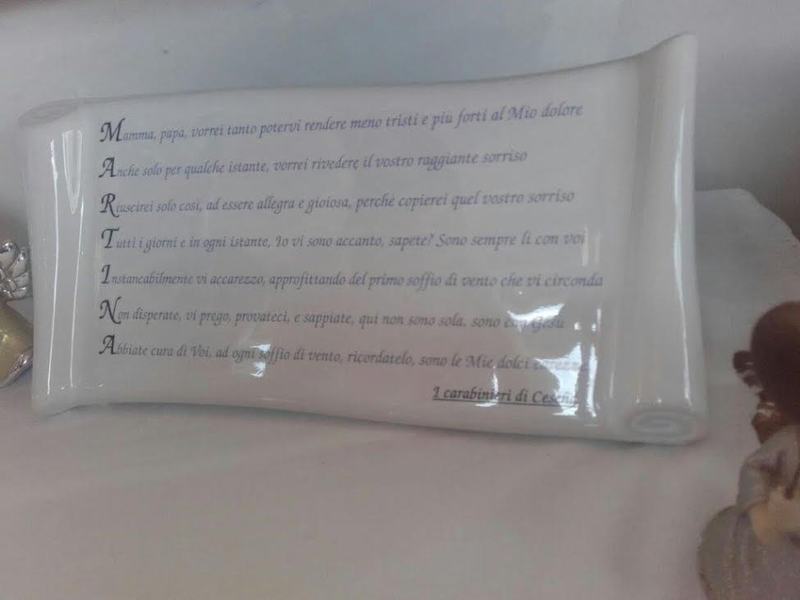 Mamma, papà, vorrei tanto potervi rendere meno tristi e più forti al Mio dolore
Anche solo per qualche istante, vorrei rivedere il vostro raggiante sorriso
Riuscirei solo così, ad essere allegra e gioiosa, perchè copierei quel vostro sorriso
Tutti i giorni e in ogni istante, Io vi sono accanto, sapete? Sono sempre lì con voi
Instancabilmente vi accarezzo, approfittando del primo soffio di vento che vi circonda
Non disperate, vi prego, provateci, e sappiate, qui non sono sola, sono con Gesù
Abbiate cura di Voi, ad ogni soffio di vento, ricordatelo, sono le Mie dolci carezze
I carabinieri di